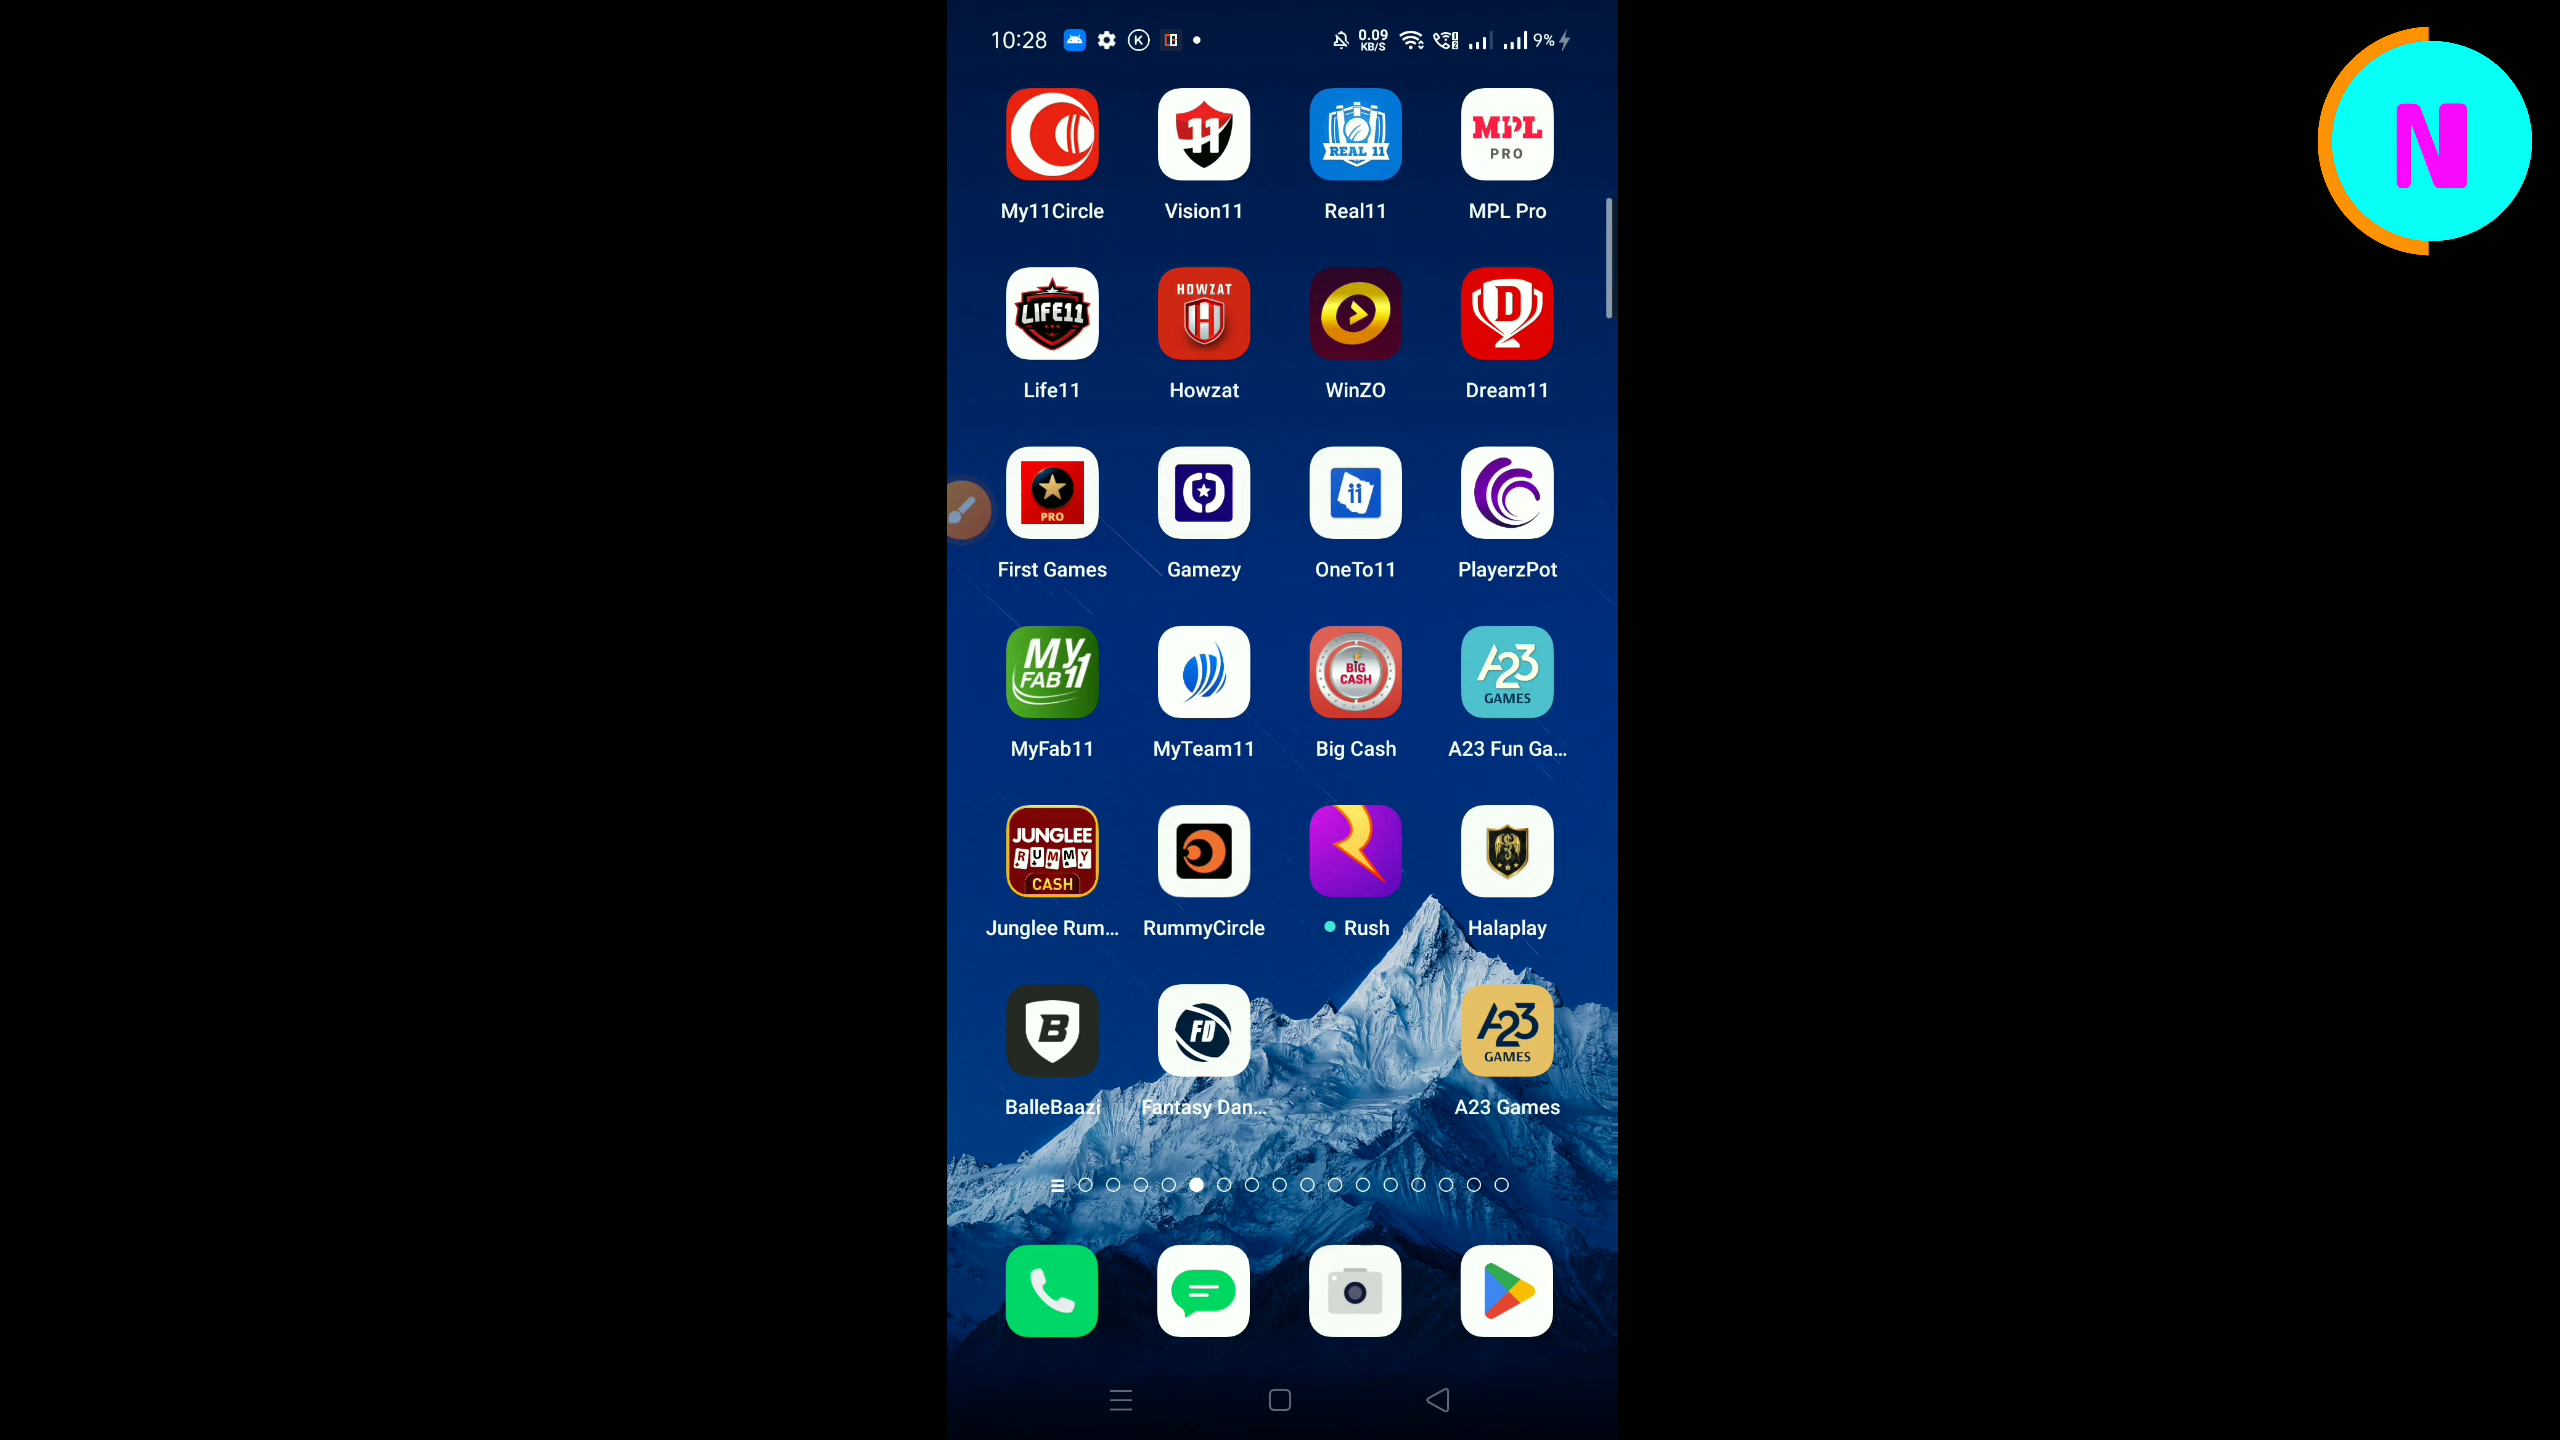 10:28 K 0.09 KB/S 9%
N
11 REAL 11 MPL PRO
My11Circle Vision11 Real11 MPL Pro
LIFE11 HOWZAT H D
Life11 Howzat WinZO Dream11
PRO 11
First Games Gamezy OneTo11 PlayerzPot
MY FAB11 BIG CASH A23 GAMES
MyFab11 MyTeam11 Big Cash A23 Fun Ga...
JUNGLEE RUMMY CASH
Junglee Rum... RummyCircle Rush Halaplay
B FD A23 GAMES
BalleBaazi Fantasy Dan... A23 Games